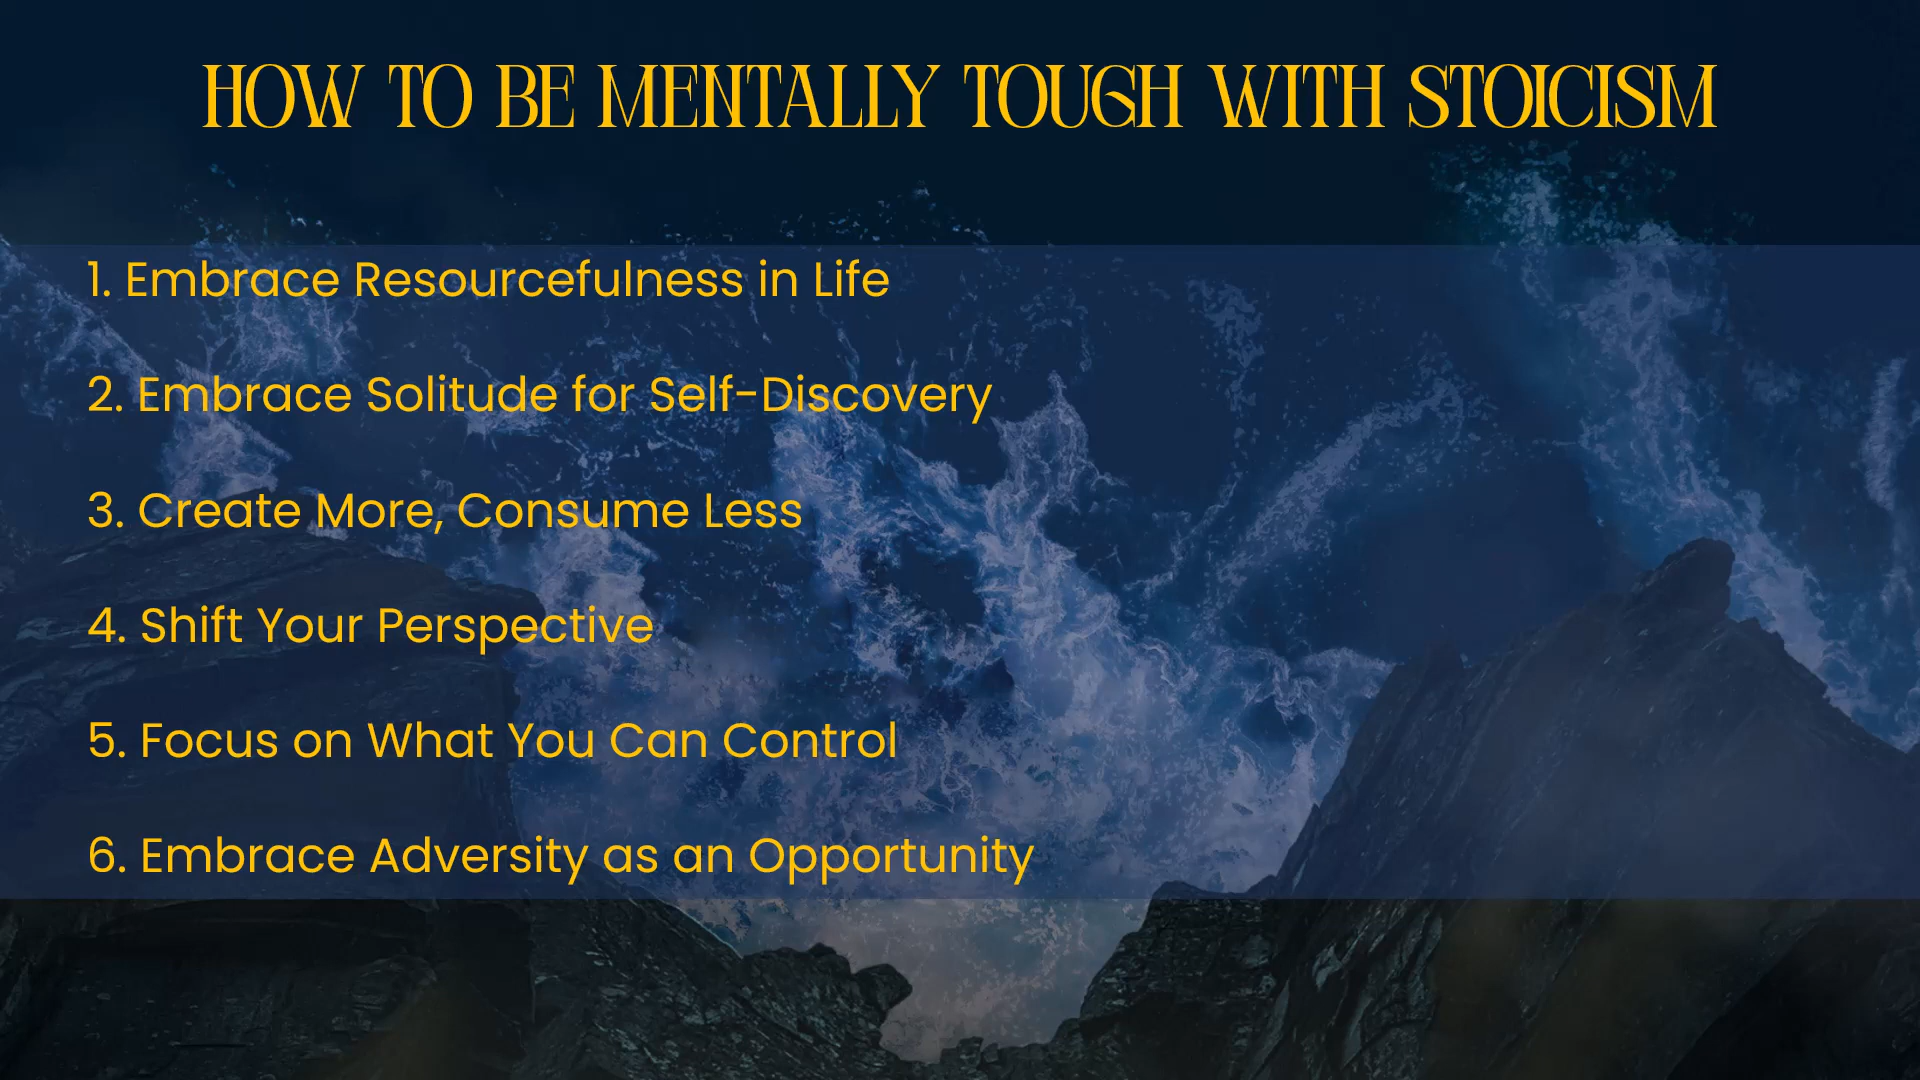 HOW TO BE MENTALLY TOUGH WITH STOICISM
1. Embrace Resourcefulness in Life
2. Embrace Solitude for Self-Discovery
3. Create More, Consume Less
4. Shift Your Perspective
5. Focus on What You Can Control
6. Embrace Adversity as an Opportunity